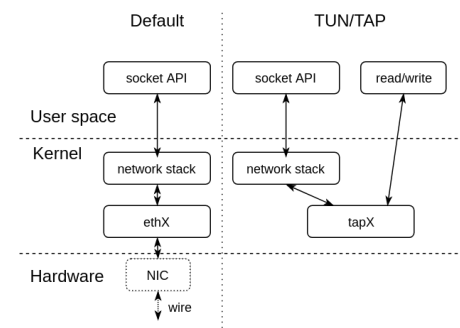 Default
TUN/TAP
socket API
socket API
read/write
User space
Kernel
network stack
network stack
ethX
tapX
Hardware
NIC
wire